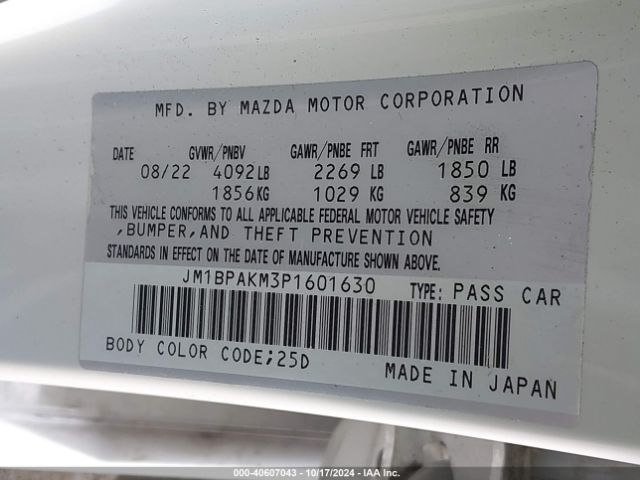 MFD. BY MAZDA MOTOR CORPORATION
DATE GVWR/PNBV GAWR/PNBE FRT GAWR/PNBE RR
08/22 4092LB 2269 LB 1850 LB
1856KG 1029 KG 839 KG
THIS VEHICLE CONFORMS TO ALL APPLICABLE FEDERAL MOTOR VEHICLE SAFETY
,BUMPER,AND THEFT PREVENTION
STANDARDS IN EFFECT ON THE DATE OF MANUFACTURE SHOWN ABOVE.
JM1BPAKM3P1601630 TYPE: PASS CAR
BODY COLOR CODE;25D
MADE IN JAPAN
000-40607043 - 10/17/2024 - IAA Inc.